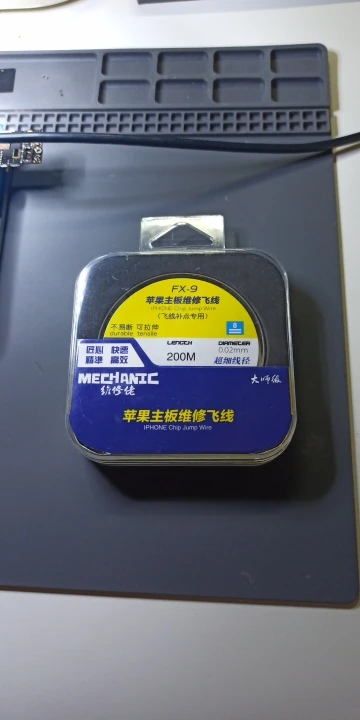 FX-9
苹果主板维修飞线
IPHONE Chip Jump Wire
(飞线补点专用)
不易断 可拉伸
durable tensile
匠心 快速
精准 高效
LENGTH
200M
DIAMETER
0.02mm
超细线径
MECHANIC
维修佬
大师级
苹果主板维修飞线
IPHONE Chip Jump Wire